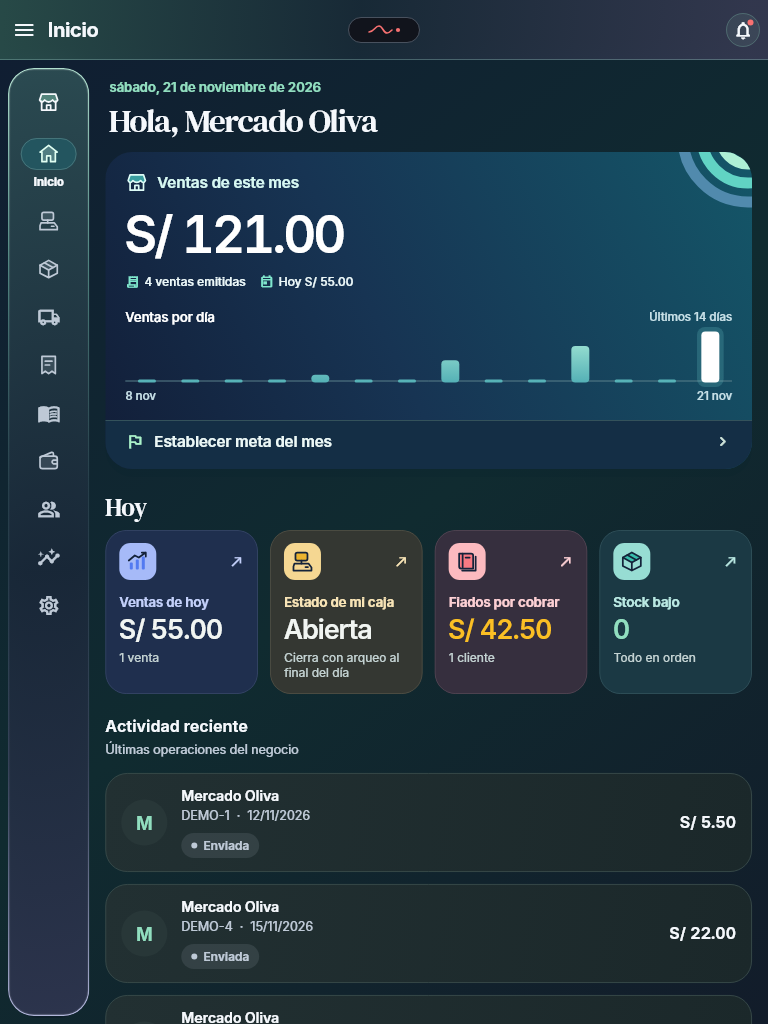 Inicio
sábado, 21 de noviembre de 2026
Hola, Mercado Oliva
Inicio
Ventas de este mes
S/ 121.00
4 ventas emitidas
Hoy S/ 55.00
Ventas por día
Últimos 14 días
8 nov
21 nov
Establecer meta del mes
Hoy
Ventas de hoy
S/ 55.00
1 venta
Estado de mi caja
Abierta
Cierra con arqueo al
final del día
Fiados por cobrar
S/ 42.50
1 cliente
Stock bajo
0
Todo en orden
Actividad reciente
Últimas operaciones del negocio
M
Mercado Oliva
DEMO-1 · 12/11/2026
Enviada
S/ 5.50
M
Mercado Oliva
DEMO-4 · 15/11/2026
Enviada
S/ 22.00
Mercado Oliva